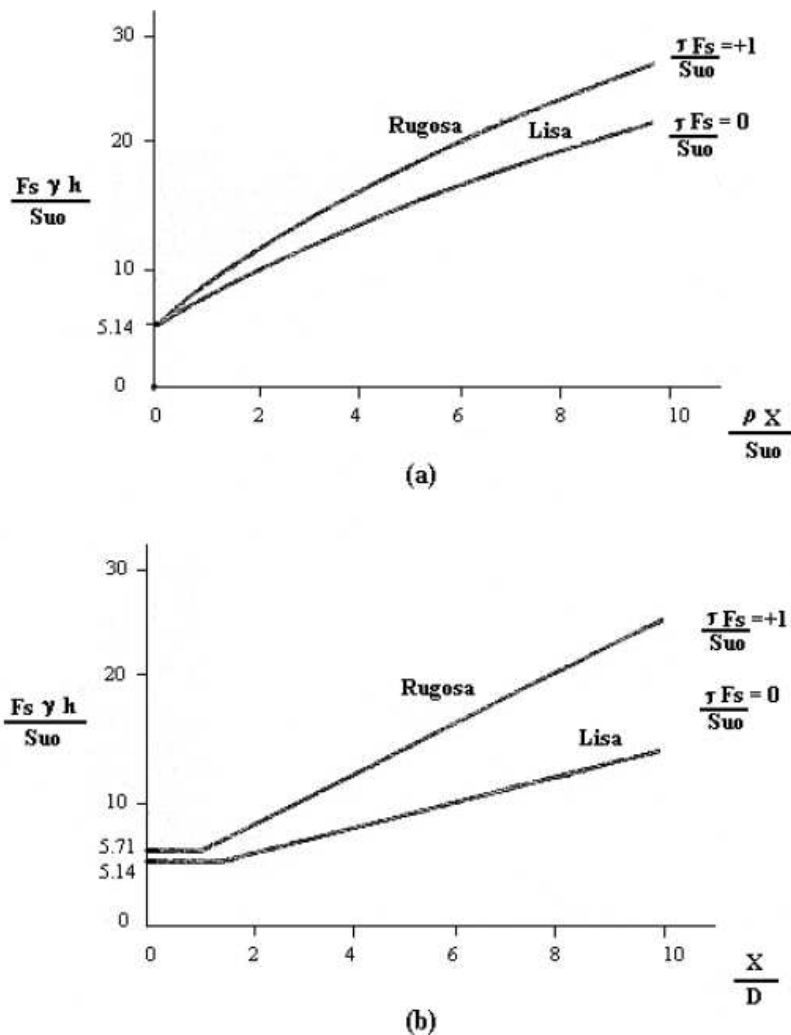 30
20
10
5.14
0
Fs γ h
Suo
Rugosa
Lisa
τ Fs = +1
Suo
τ Fs = 0
Suo
0 2 4 6 8 10
ρ X
Suo
(a)
30
20
10
5.71
5.14
0
Fs γ h
Suo
Rugosa
Lisa
τ Fs = +1
Suo
τ Fs = 0
Suo
0 2 4 6 8 10
X
D
(b)